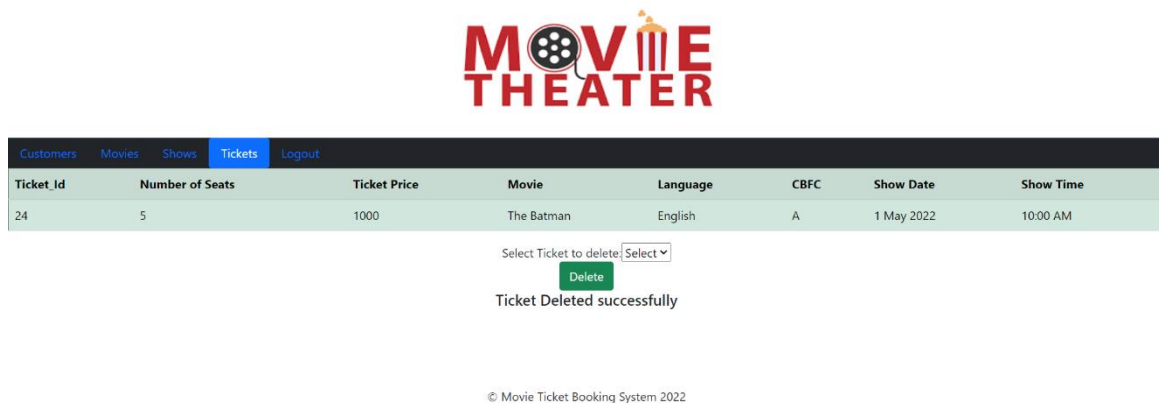 MOVIE
THEATER
Customers Movies Shows Tickets Logout
Ticket_Id Number of Seats Ticket Price Movie Language CBFC Show Date Show Time
24 5 1000 The Batman English A 1 May 2022 10:00 AM
Select Ticket to delete: Select
Delete
Ticket Deleted successfully
© Movie Ticket Booking System 2022